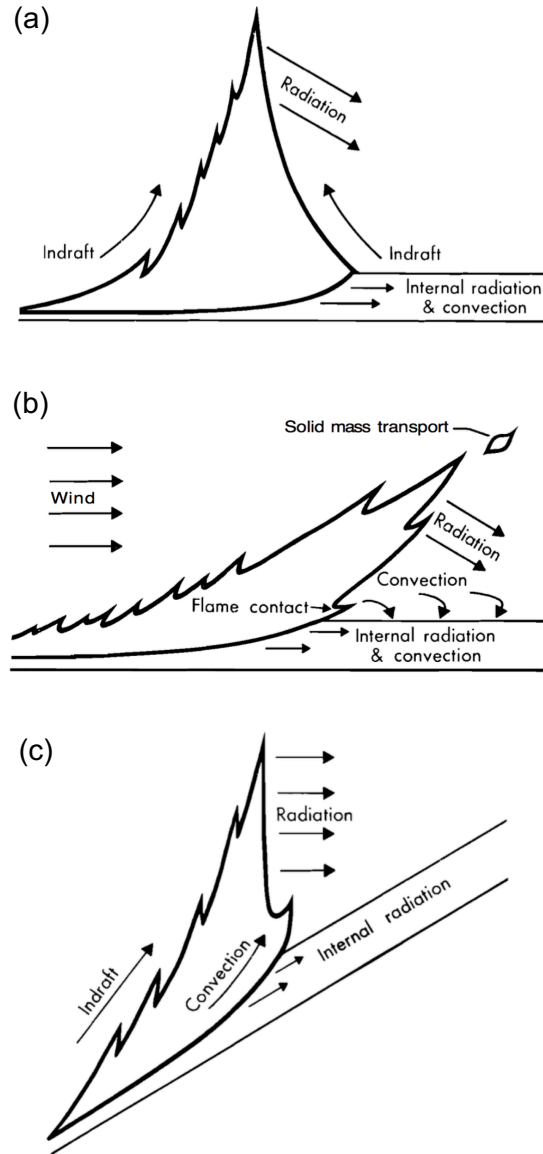 (a)
Radiation
Indraft
Indraft
Internal radiation
& convection
(b)
Solid mass transport
Wind
Radiation
Convection
Flame contact
Internal radiation
& convection
(c)
Radiation
Internal radiation
Indraft
Convection